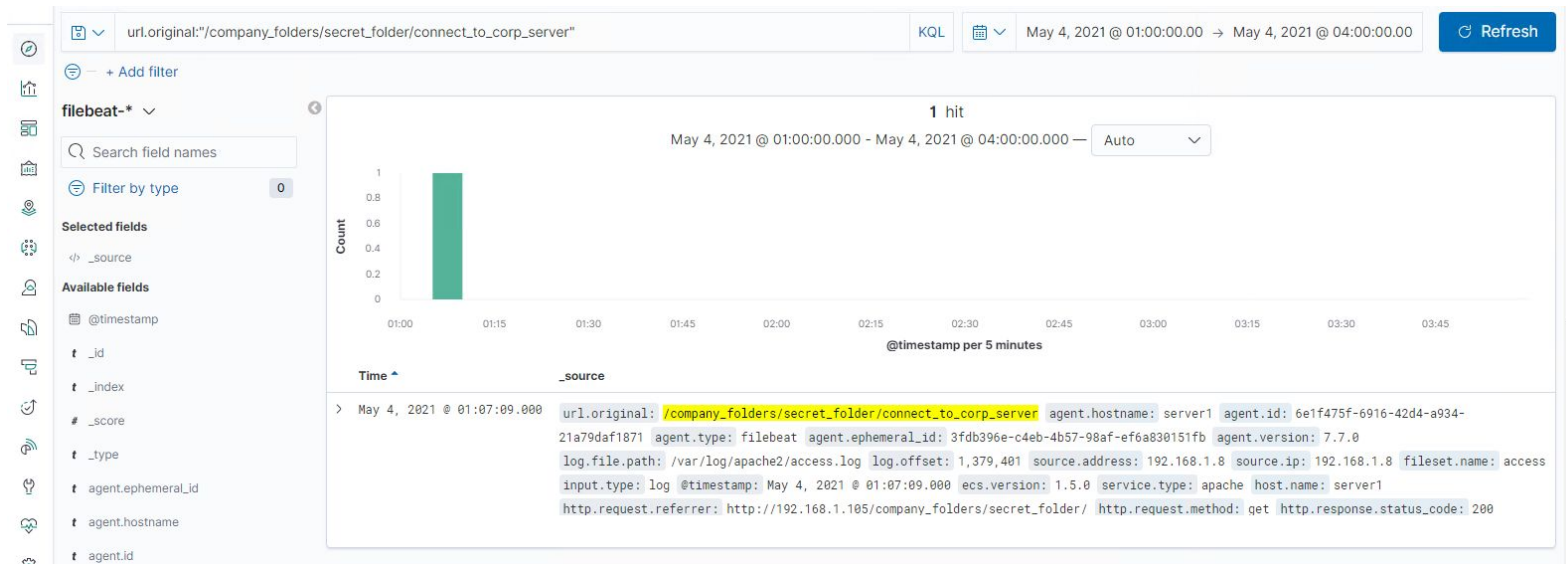 url.original:"/company_folders/secret_folder/connect_to_corp_server" KQL May 4, 2021 @ 01:00:00.00 → May 4, 2021 @ 04:00:00.00 Refresh
+ Add filter
filebeat-*
Search field names
Filter by type 0
Selected fields
</> _source
Available fields
@timestamp
t _id
t _index
# _score
t _type
t agent.ephemeral_id
t agent.hostname
t agent.id
1 hit
May 4, 2021 @ 01:00:00.000 - May 4, 2021 @ 04:00:00.000 — Auto
Count
1
0.8
0.6
0.4
0.2
0
01:00 01:15 01:30 01:45 02:00 02:15 02:30 02:45 03:00 03:15 03:30 03:45
@timestamp per 5 minutes
Time _source
May 4, 2021 @ 01:07:09.000 url.original: /company_folders/secret_folder/connect_to_corp_server agent.hostname: server1 agent.id: 6e1f475f-6916-42d4-a934-
21a79daf1871 agent.type: filebeat agent.ephemeral_id: 3fdb396e-c4eb-4b57-98af-ef6a830151fb agent.version: 7.7.0
log.file.path: /var/log/apache2/access.log log.offset: 1,379,401 source.address: 192.168.1.8 source.ip: 192.168.1.8 fileset.name: access
input.type: log @timestamp: May 4, 2021 @ 01:07:09.000 ecs.version: 1.5.0 service.type: apache host.name: server1
http.request.referrer: http://192.168.1.105/company_folders/secret_folder/ http.request.method: get http.response.status_code: 200